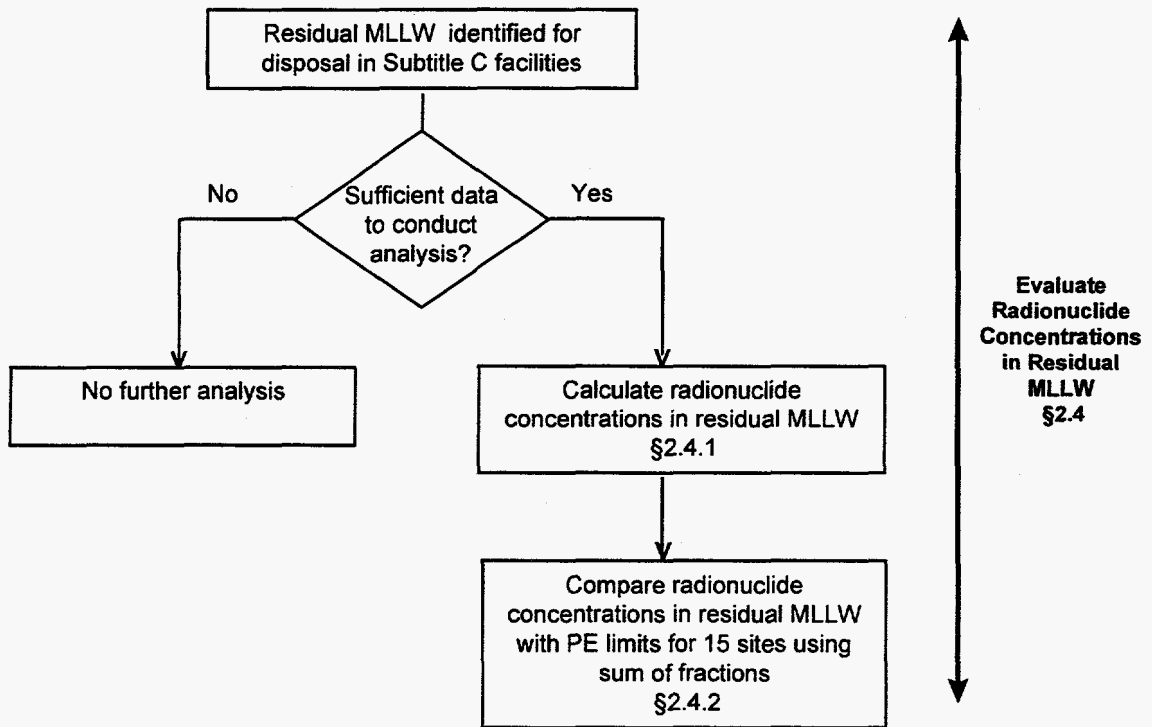 Residual MLLW identified for
disposal in Subtitle C facilities
No
Sufficient data
to conduct
analysis?
Yes
No further analysis
Calculate radionuclide
concentrations in residual MLLW
§2.4.1
Compare radionuclide
concentrations in residual MLLW
with PE limits for 15 sites using
sum of fractions
§2.4.2
Evaluate
Radionuclide
Concentrations
in Residual
MLLW
§2.4